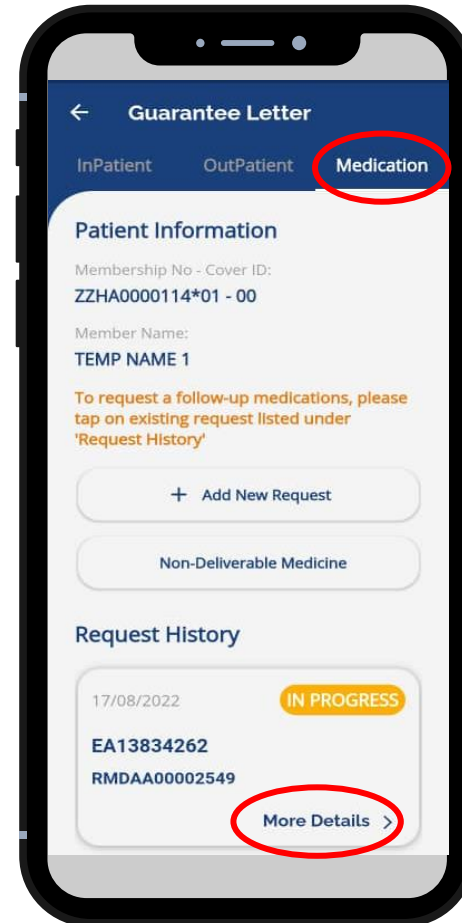 Guarantee Letter
InPatient OutPatient Medication
Patient Information
Membership No - Cover ID:
ZZHA0000114*01 - 00
Member Name:
TEMP NAME 1
To request a follow-up medications, please
tap on existing request listed under
'Request History'
+ Add New Request
Non-Deliverable Medicine
Request History
17/08/2022 IN PROGRESS
EA13834262
RMDAA00002549
More Details >